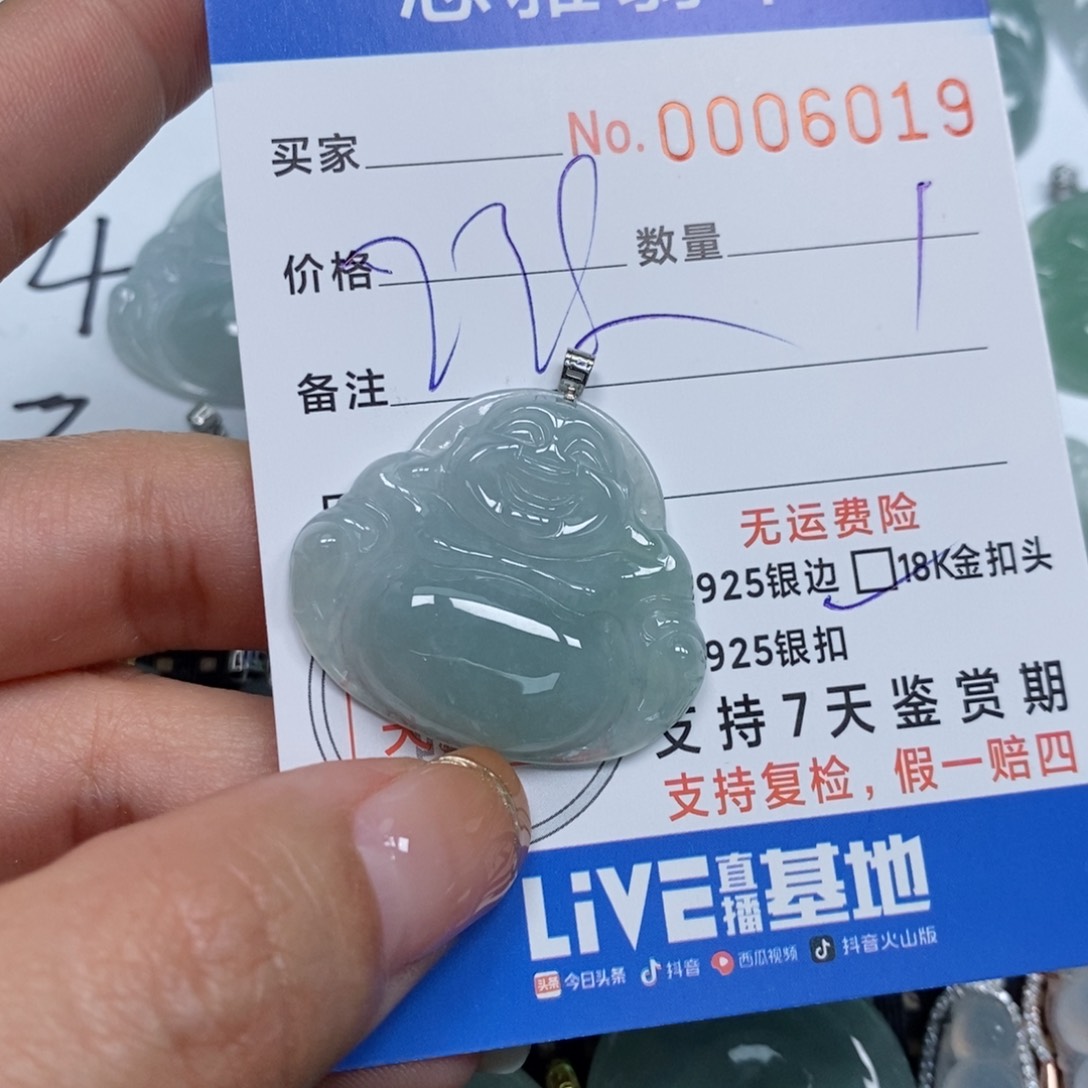 No.0006019
买家
价格 778 数量 1
备注
无运费险
925银边 18K金扣头
925银扣
支持7天鉴赏期
支持复检，假一赔四
LiVE直播基地
头条 今日头条 抖音 西瓜视频 抖音火山版
4